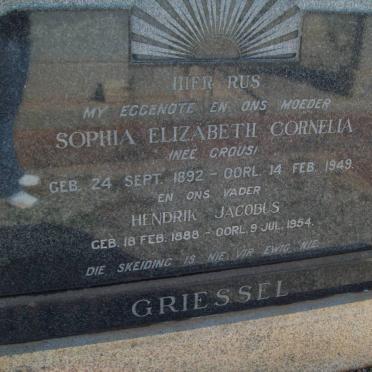 HIER RUS
MY EGGENOTE EN ONS MOEDER
SOPHIA ELIZABETH CORNELIA
(NEE CROUS)
GEB. 24 SEPT. 1892 - OORL. 14 FEB. 1949.
EN ONS VADER
HENDRIK JACOBUS
GEB. 18 FEB. 1888 - OORL. 9 JUL. 1954.
DIE SKEIDING IS NIE VIR EWIG NIE.
GRIESSEL